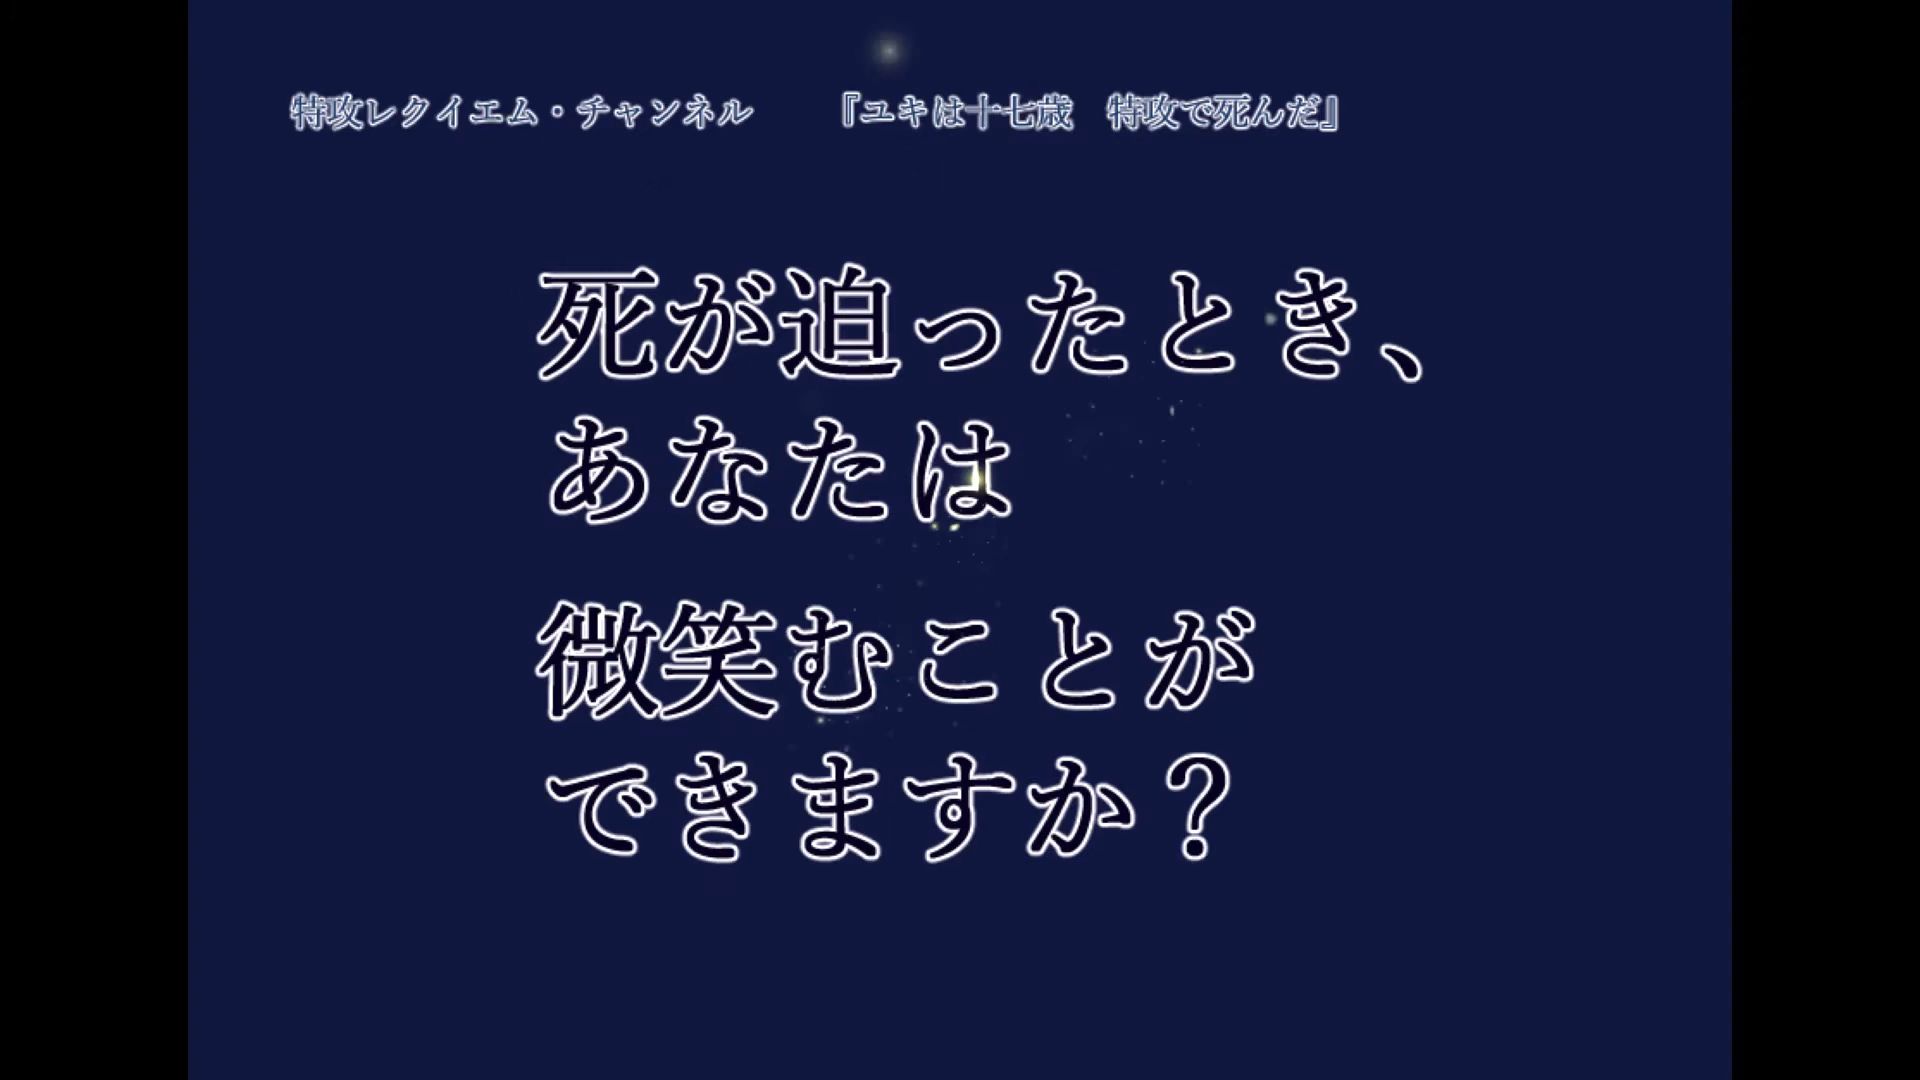 特攻レクイエム・チャンネル　『ユキは十七歳　特攻で死んだ』
死が迫ったとき、
あなたは
微笑むことが
できますか？